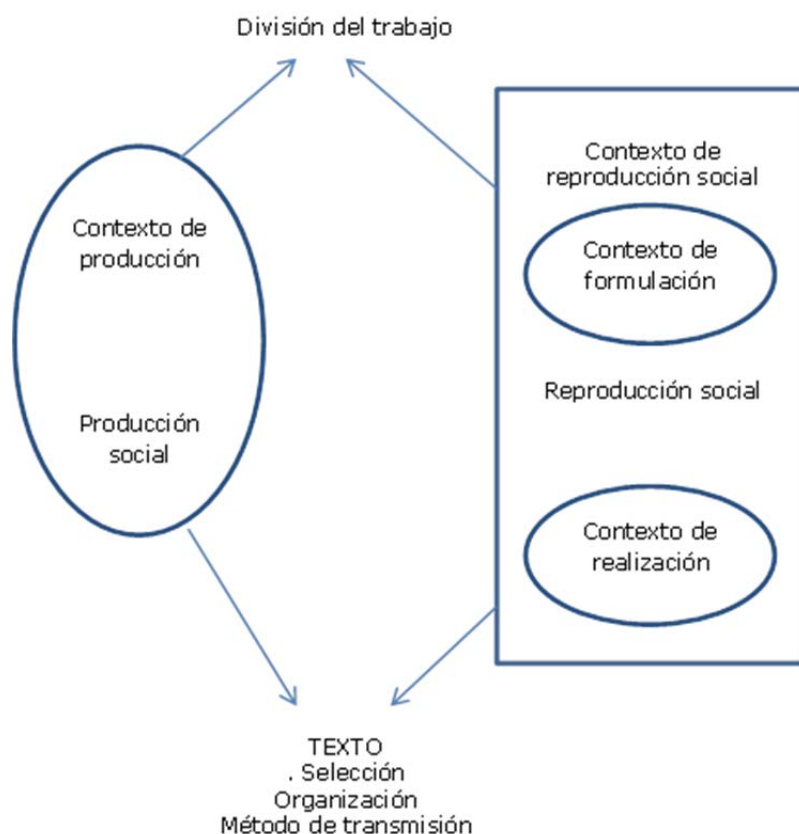 División del trabajo
Contexto de
producción
Producción
social
Contexto de
reproducción social
Contexto de
formulación
Reproducción social
Contexto de
realización
TEXTO
. Selección
Organización
Método de transmisión